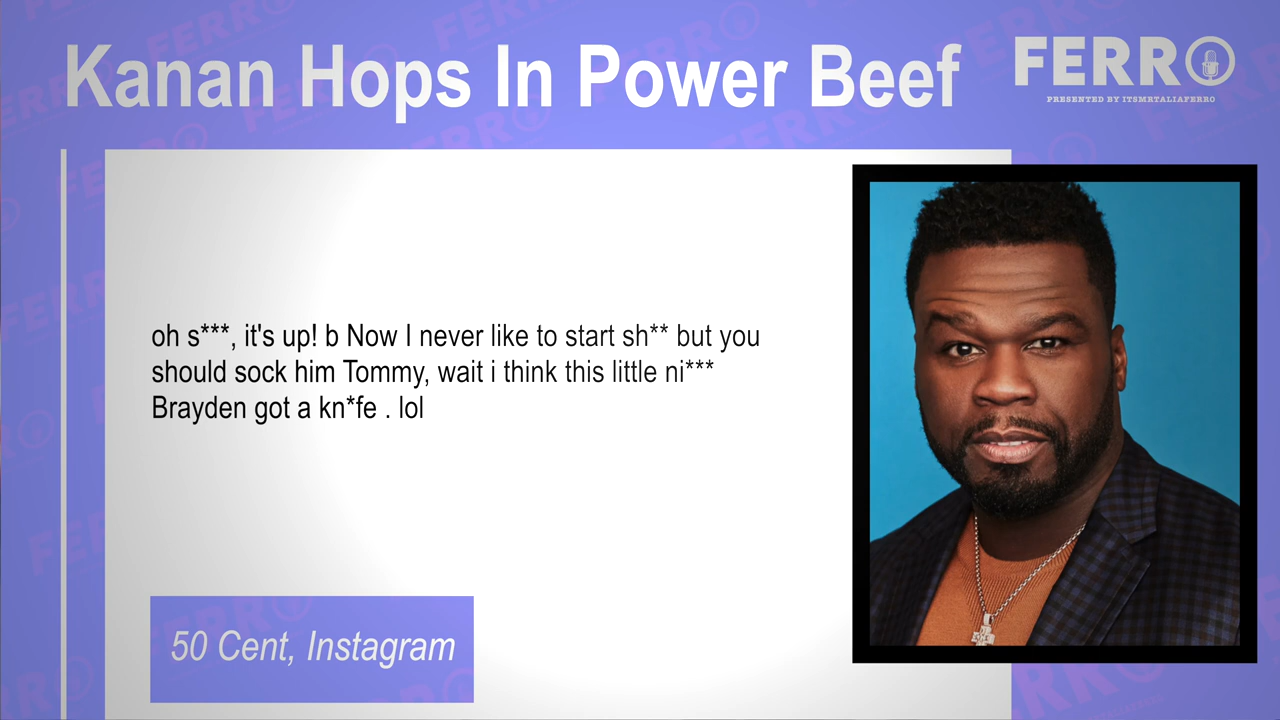 Kanan Hops In Power Beef
FERRO
PRESENTED BY ITSMRTALIAFERRO
oh s***, it's up! b Now I never like to start sh** but you
should sock him Tommy, wait i think this little ni***
Brayden got a kn*fe . lol
50 Cent, Instagram